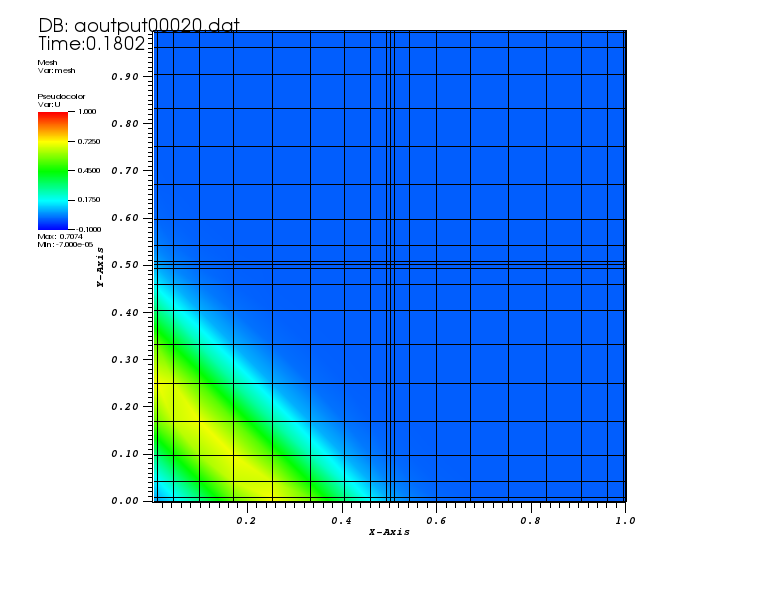 DB: aoutput00020.dat
Time:0.1802
Mesh
Var: mesh
Pseudocolor
Var: U
1.000
0.7250
0.4500
0.1750
-0.1000
Max: 0.7074
Min: -7.000e-05
Y-Axis
0.90
0.80
0.70
0.60
0.50
0.40
0.30
0.20
0.10
0.00
0.2
0.4
0.6
0.8
1.0
X-Axis